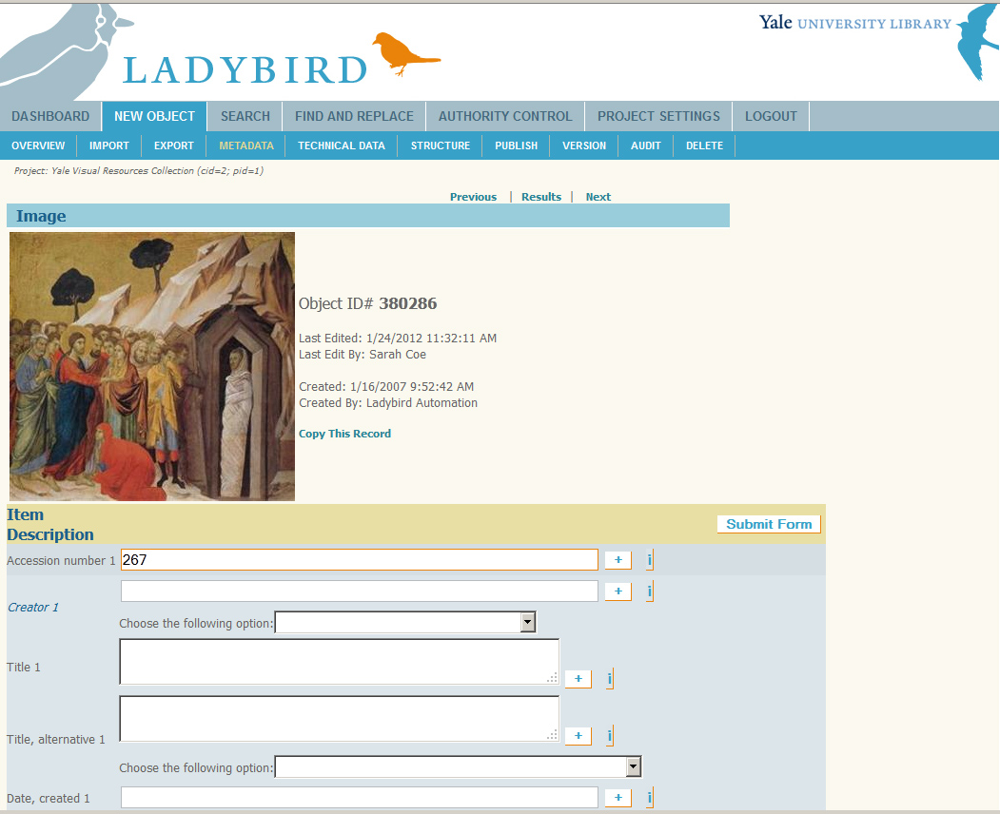 LADYBIRD
Yale UNIVERSITY LIBRARY
DASHBOARD NEW OBJECT SEARCH FIND AND REPLACE AUTHORITY CONTROL PROJECT SETTINGS LOGOUT
OVERVIEW IMPORT EXPORT METADATA TECHNICAL DATA STRUCTURE PUBLISH VERSION AUDIT DELETE
Project: Yale Visual Resources Collection (cid=2; pid=1)
Previous | Results | Next
Image
Object ID# 380286
Last Edited: 1/24/2012 11:32:11 AM
Last Edit By: Sarah Coe
Created: 1/16/2007 9:52:42 AM
Created By: Ladybird Automation
Copy This Record
Item
Description
Submit Form
Accession number 1 267 + i
Creator 1 + i
Choose the following option:
Title 1 + i
Title, alternative 1 + i
Choose the following option:
Date, created 1 + i